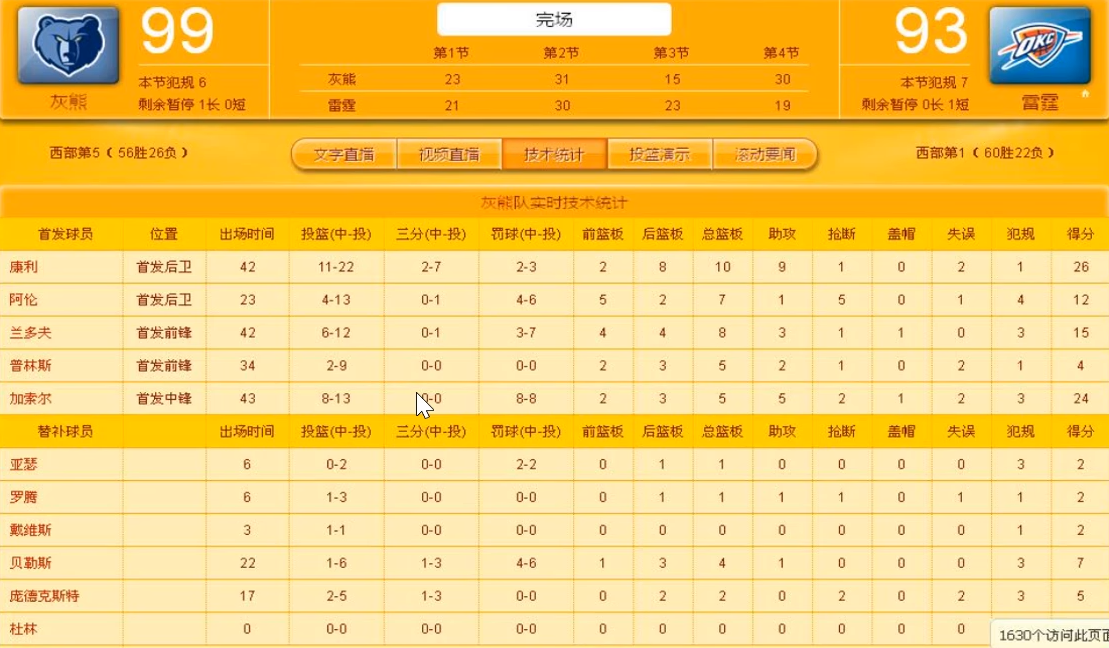 99
完场
93
第1节 第2节 第3节 第4节
灰熊 23 31 15 30
雷霆 21 30 23 19
OKC
本节犯规 6
剩余暂停 1长 0短
本节犯规 7
剩余暂停 0长 1短
灰熊
雷霆
西部第5（56胜26负）
文字直播 视频直播 技术统计 投篮演示 滚动要闻
西部第1（60胜22负）
灰熊队实时技术统计
首发球员 位置 出场时间 投篮(中-投) 三分(中-投) 罚球(中-投) 前篮板 后篮板 总篮板 助攻 抢断 盖帽 失误 犯规 得分
康利 首发后卫 42 11-22 2-7 2-3 2 8 10 9 1 0 2 1 26
阿伦 首发后卫 23 4-13 0-1 4-6 5 2 7 1 5 0 1 4 12
兰多夫 首发前锋 42 6-12 0-1 3-7 4 4 8 3 1 1 0 3 15
普林斯 首发前锋 34 2-9 0-0 0-0 2 3 5 2 1 0 2 1 4
加索尔 首发中锋 43 8-13 0-0 8-8 2 3 5 5 2 1 2 3 24
替补球员 出场时间 投篮(中-投) 三分(中-投) 罚球(中-投) 前篮板 后篮板 总篮板 助攻 抢断 盖帽 失误 犯规 得分
亚瑟 6 0-2 0-0 2-2 0 1 1 0 0 0 0 3 2
罗腾 6 1-3 0-0 0-0 0 1 1 1 1 0 1 1 2
戴维斯 3 1-1 0-0 0-0 0 0 0 0 0 0 0 1 2
贝勒斯 22 1-6 1-3 4-6 1 3 4 1 0 0 0 3 7
庞德克斯特 17 2-5 1-3 0-0 0 2 2 0 2 0 2 3 5
杜林 0 0-0 0-0 0-0 0 0 0 0 0 0 0
1630个访问此页面